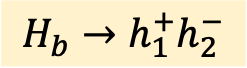 H_b → h_1^+ h_2^-